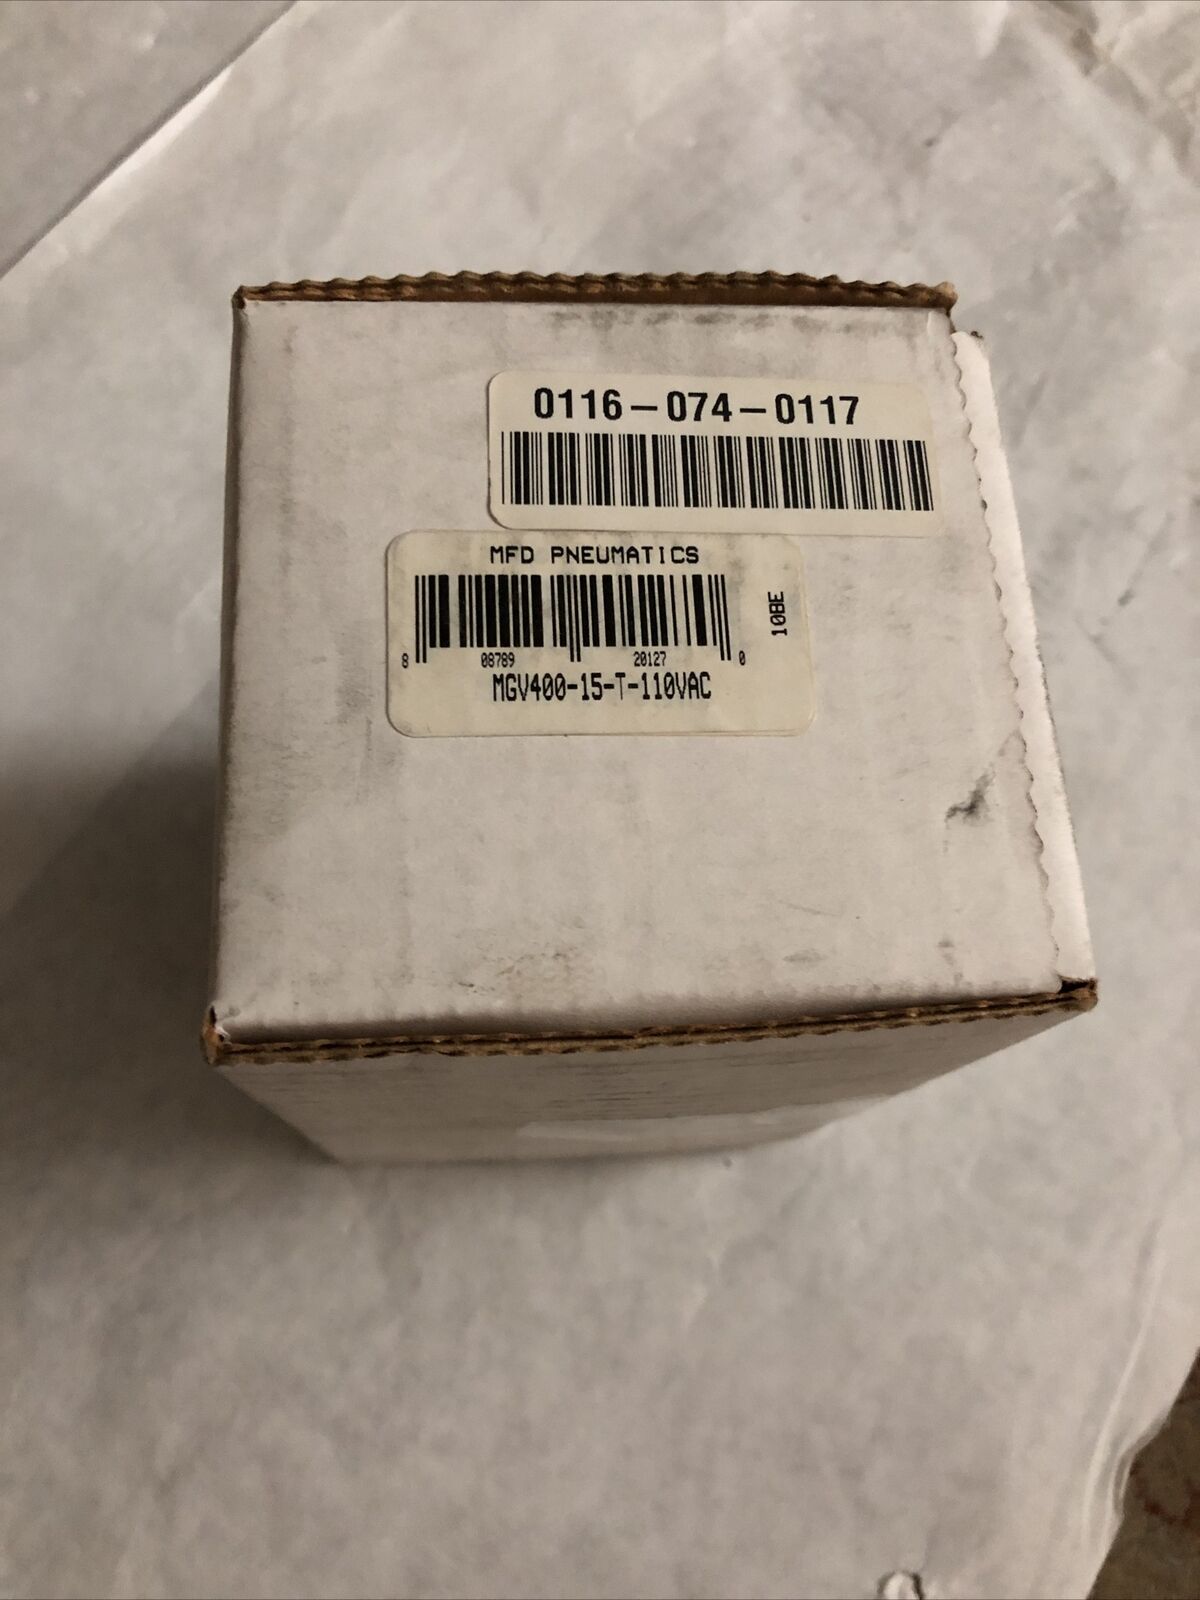 0116-074-0117
MFD PNEUMATICS
10BE
8 08789 20127 0
MGV400-15-T-110VAC